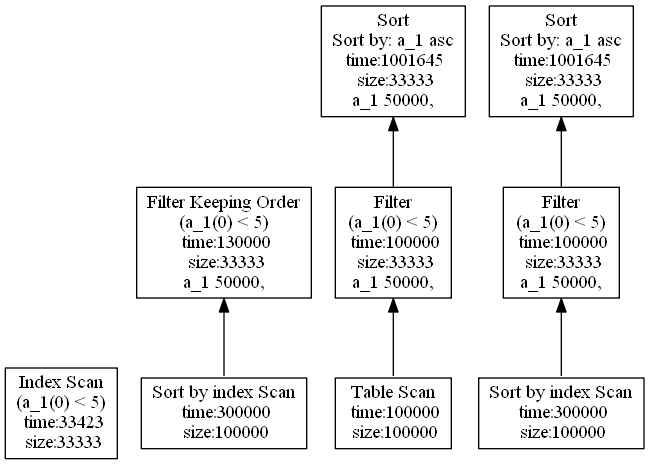 Sort
Sort by: a_1 asc
time:1001645
size:33333
a_1 50000,
Sort
Sort by: a_1 asc
time:1001645
size:33333
a_1 50000,
Filter Keeping Order
(a_1(0) < 5)
time:130000
size:33333
a_1 50000,
Filter
(a_1(0) < 5)
time:100000
size:33333
a_1 50000,
Filter
(a_1(0) < 5)
time:100000
size:33333
a_1 50000,
Index Scan
(a_1(0) < 5)
time:33423
size:33333
Sort by index Scan
time:300000
size:100000
Table Scan
time:100000
size:100000
Sort by index Scan
time:300000
size:100000